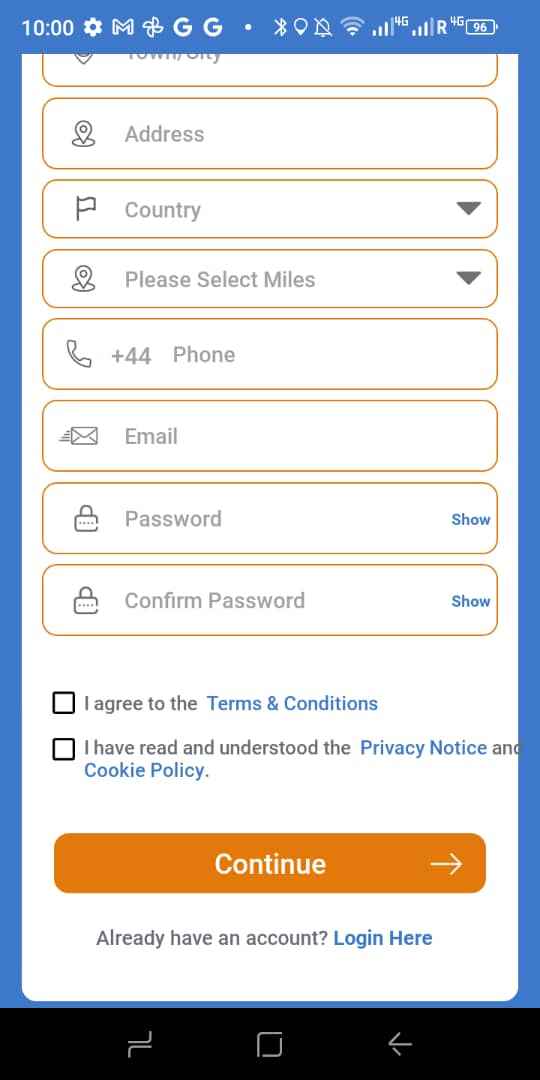 10:00 4G R 4G 96
Town/City
Address
Country
Please Select Miles
+44 Phone
Email
Password Show
Confirm Password Show
I agree to the Terms & Conditions
I have read and understood the Privacy Notice and
Cookie Policy.
Continue
Already have an account? Login Here